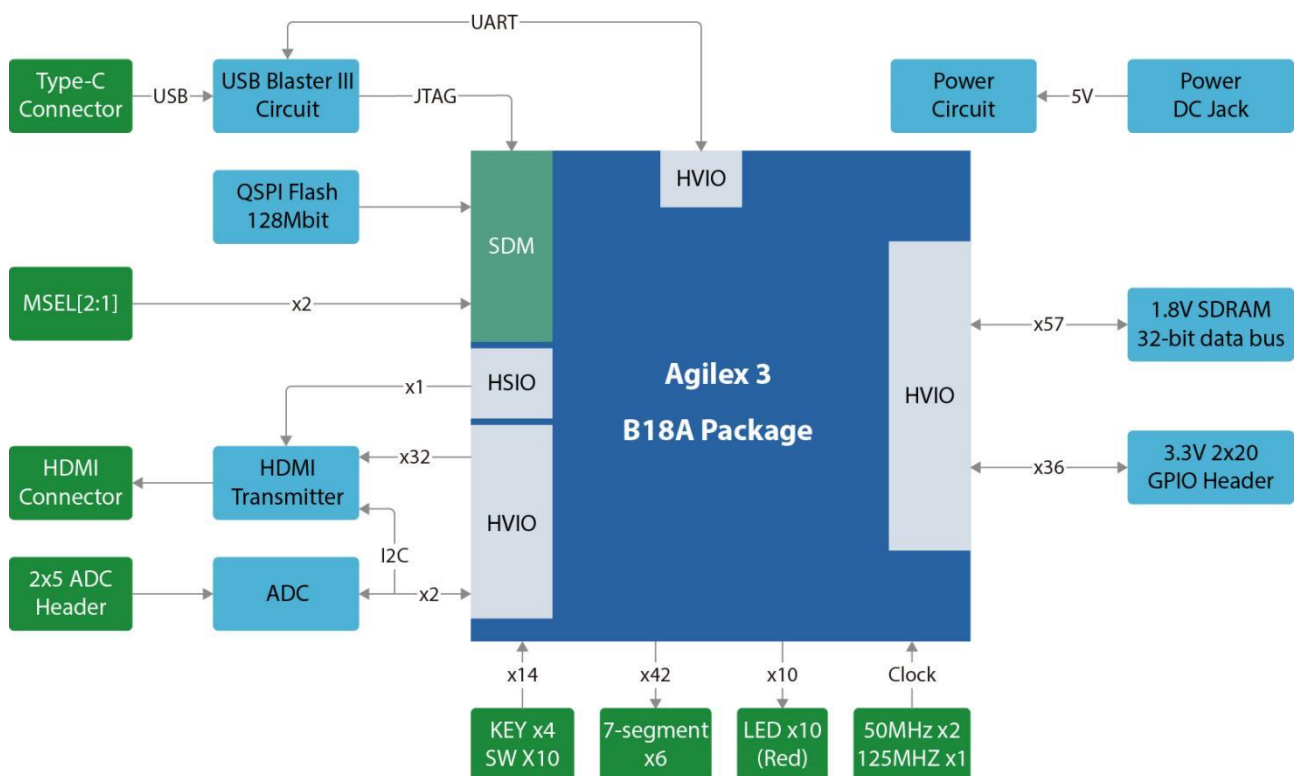 UART
Type-C
Connector
USB
USB Blaster III
Circuit
JTAG
Power
Circuit
5V
Power
DC Jack
QSPI Flash
128Mbit
HVIO
SDM
MSEL[2:1]
x2
HSIO
x1
Agilex 3
B18A Package
HVIO
x57
1.8V SDRAM
32-bit data bus
HDMI
Connector
HDMI
Transmitter
x32
HVIO
x36
3.3V 2x20
GPIO Header
I2C
2x5 ADC
Header
ADC
x2
x14
x42
x10
Clock
KEY x4
SW X10
7-segment
x6
LED x10
(Red)
50MHz x2
125MHZ x1